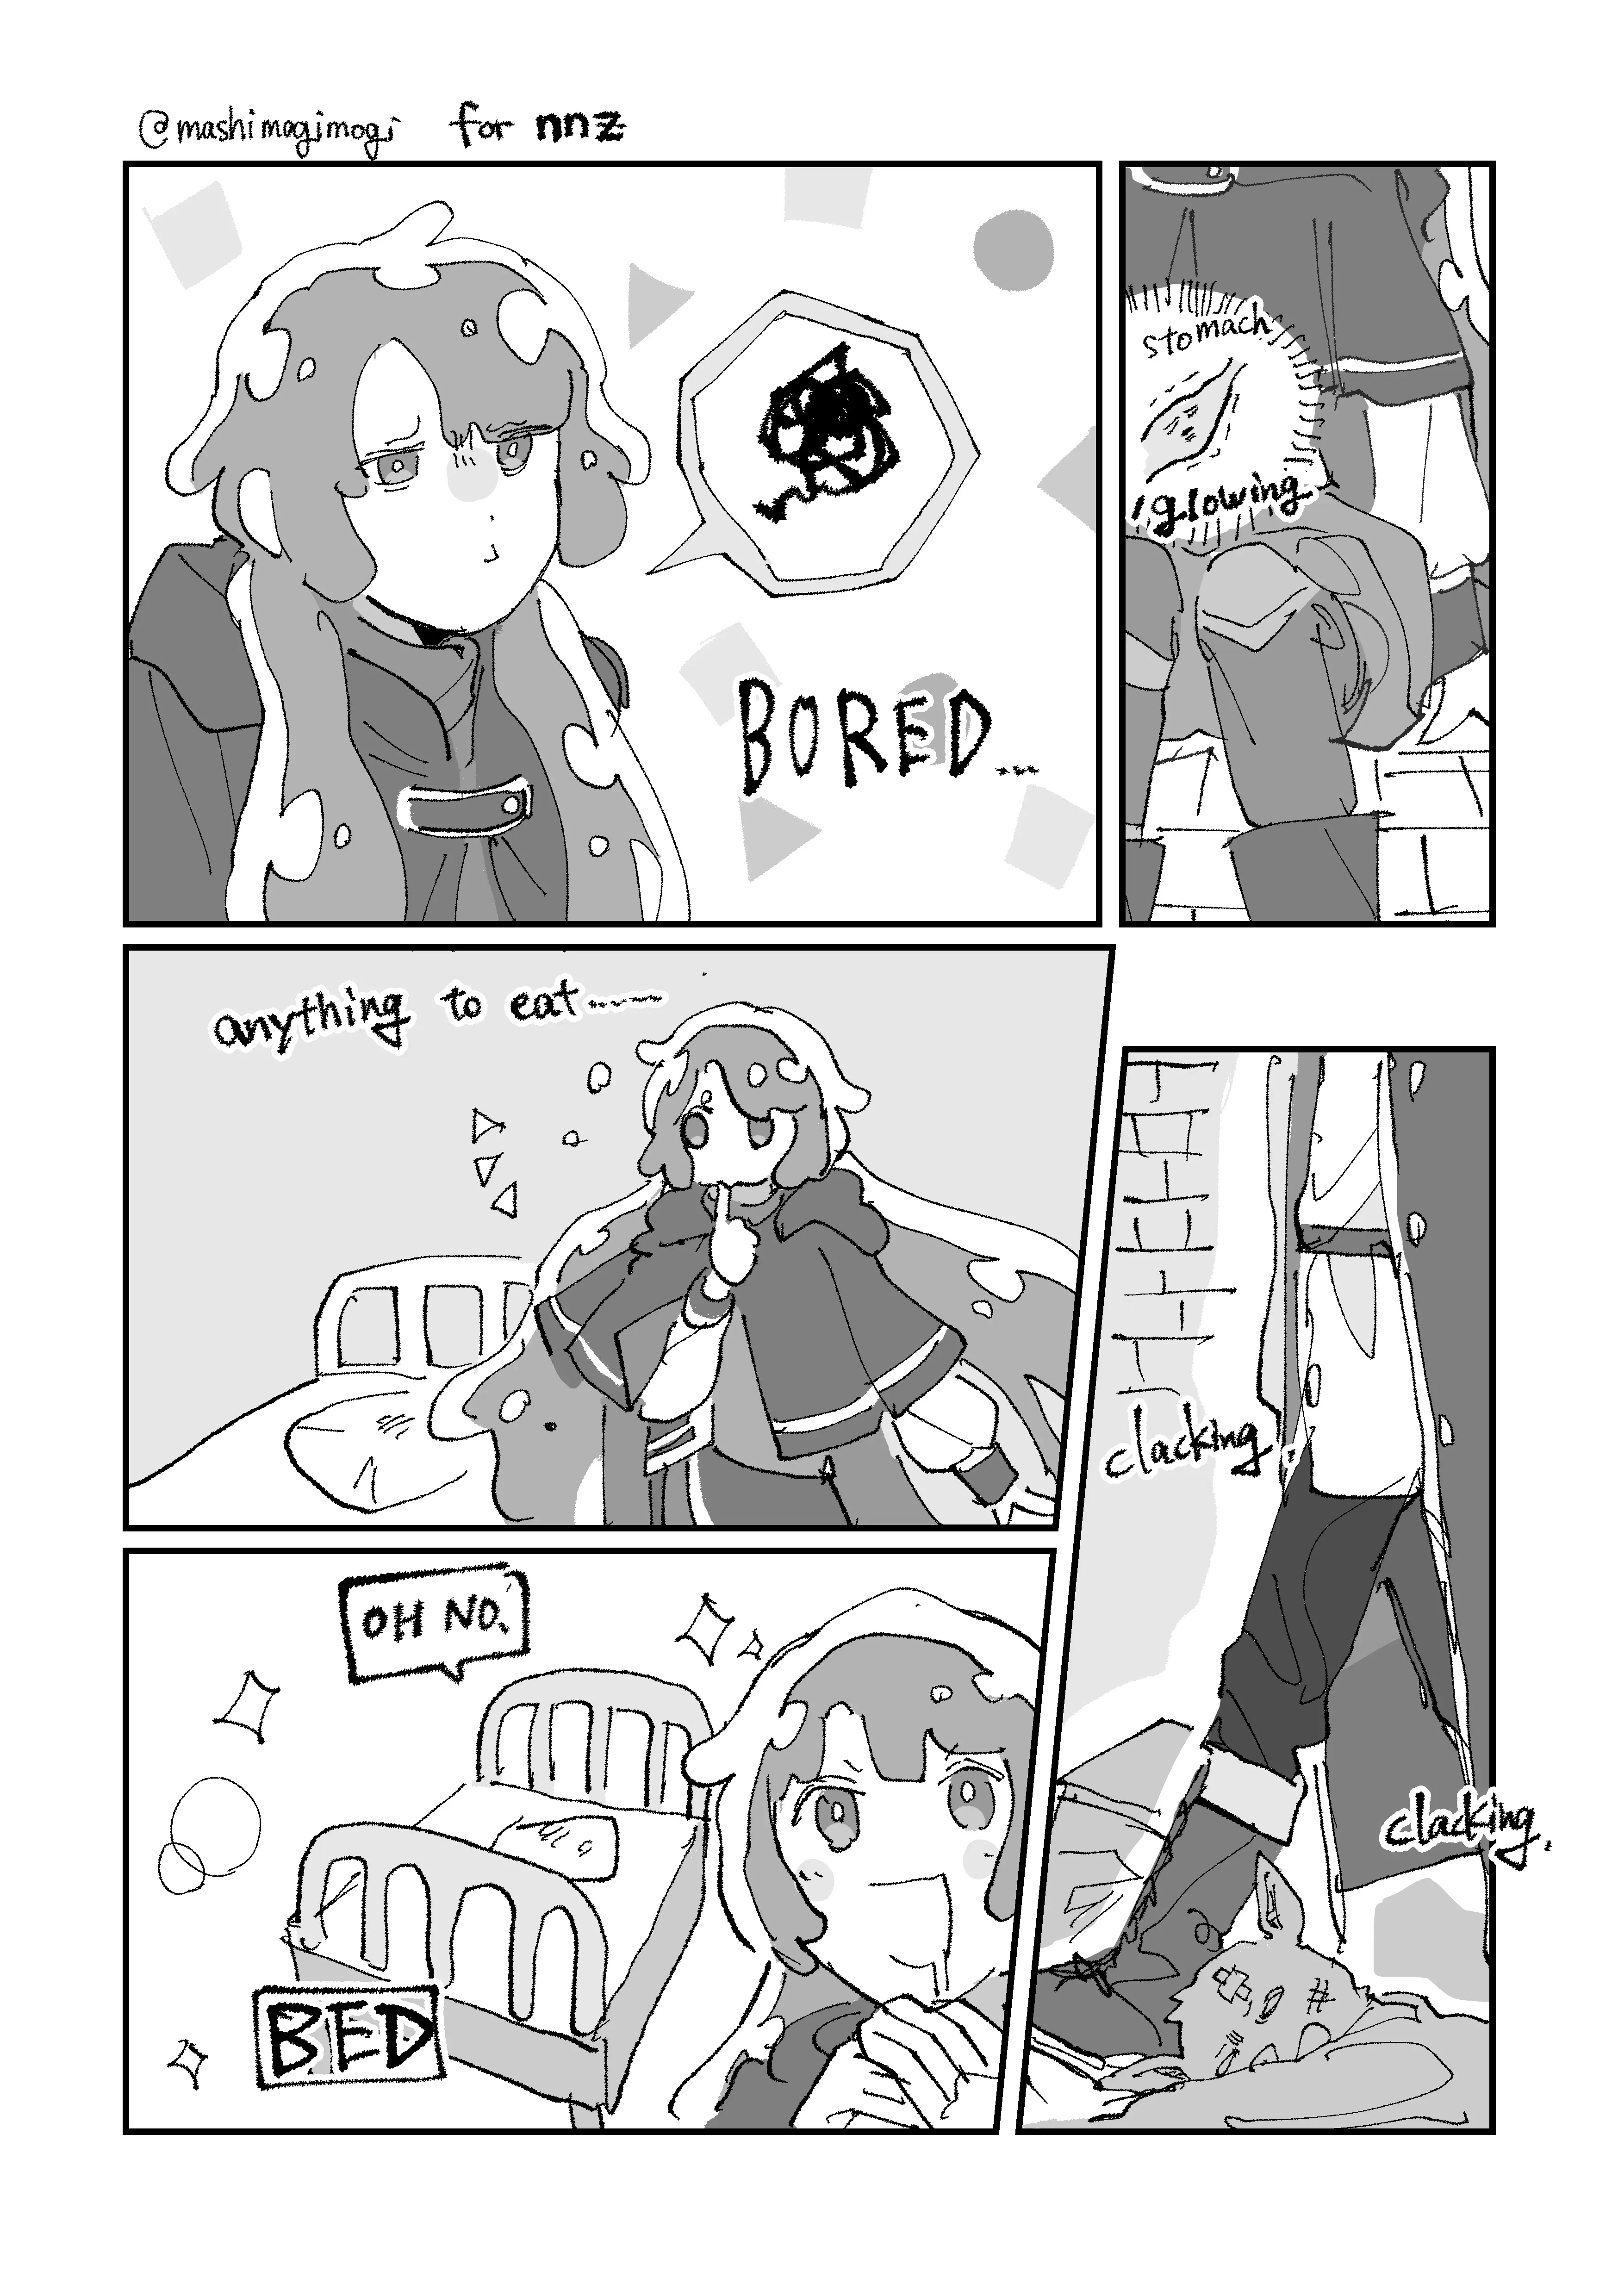 @mashimogimogi for nnz
BORED...
stomach
glowing
anything to eat......
clacking.
clacking.
OH NO.
BED